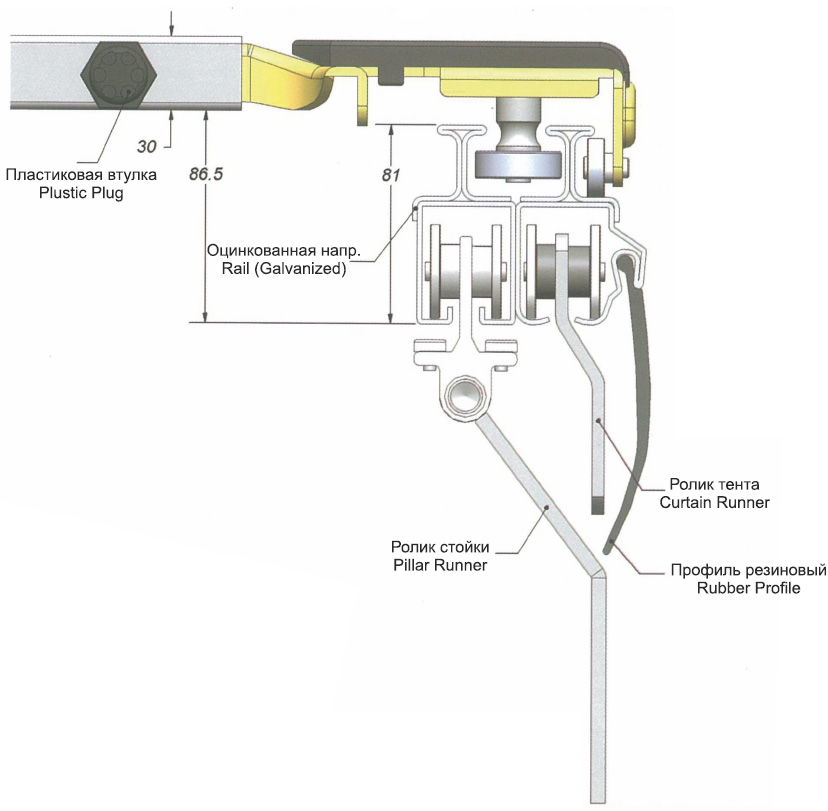 30
Пластиковая втулка
Plustic Plug
86.5
81
Оцинкованная напр.
Rail (Galvanized)
Ролик тента
Curtain Runner
Ролик стойки
Pillar Runner
Профиль резиновый
Rubber Profile